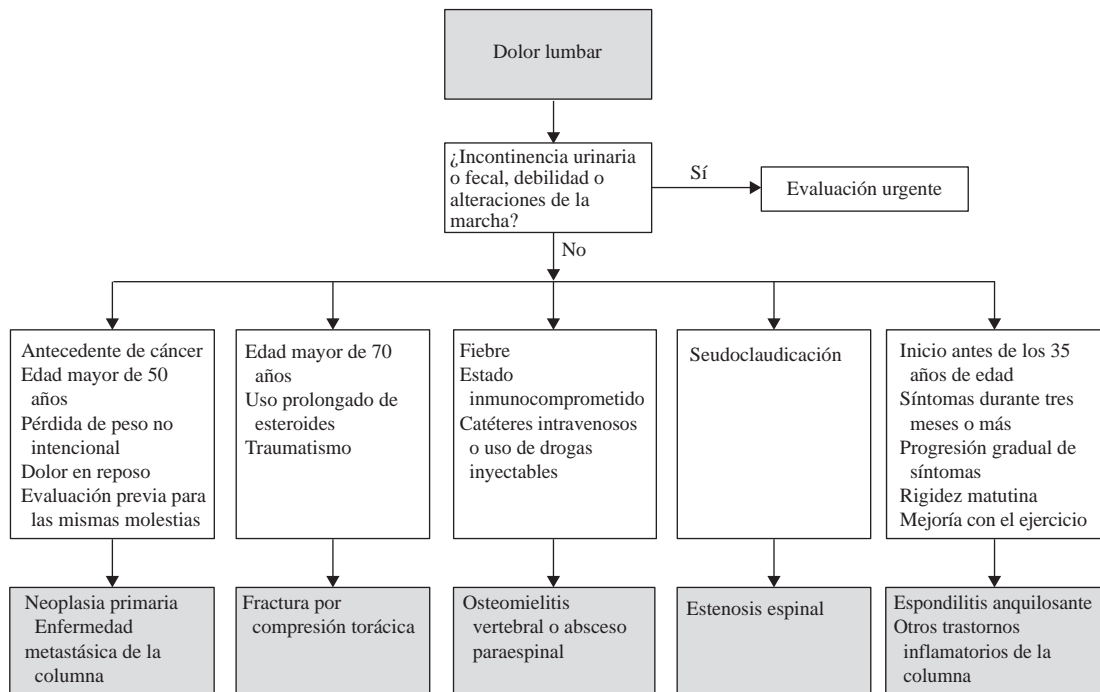 Dolor lumbar
¿Incontinencia urinaria
o fecal, debilidad o
alteraciones de la
marcha?
Sí
Evaluación urgente
No
Antecedente de cáncer
Edad mayor de 50
años
Pérdida de peso no
intencional
Dolor en reposo
Evaluación previa para
las mismas molestias
Edad mayor de 70
años
Uso prolongado de
esteroides
Traumatismo
Fiebre
Estado
inmunocomprometido
Catéteres intravenosos
o uso de drogas
inyectables
Seudoclaudicación
Inicio antes de los 35
años de edad
Síntomas durante tres
meses o más
Progresión gradual de
síntomas
Rigidez matutina
Mejoría con el ejercicio
Neoplasia primaria
Enfermedad
metastásica de la
columna
Fractura por
compresión torácica
Osteomielitis
vertebral o absceso
paraespinal
Estenosis espinal
Espondilitis anquilosante
Otros trastornos
inflamatorios de la
columna